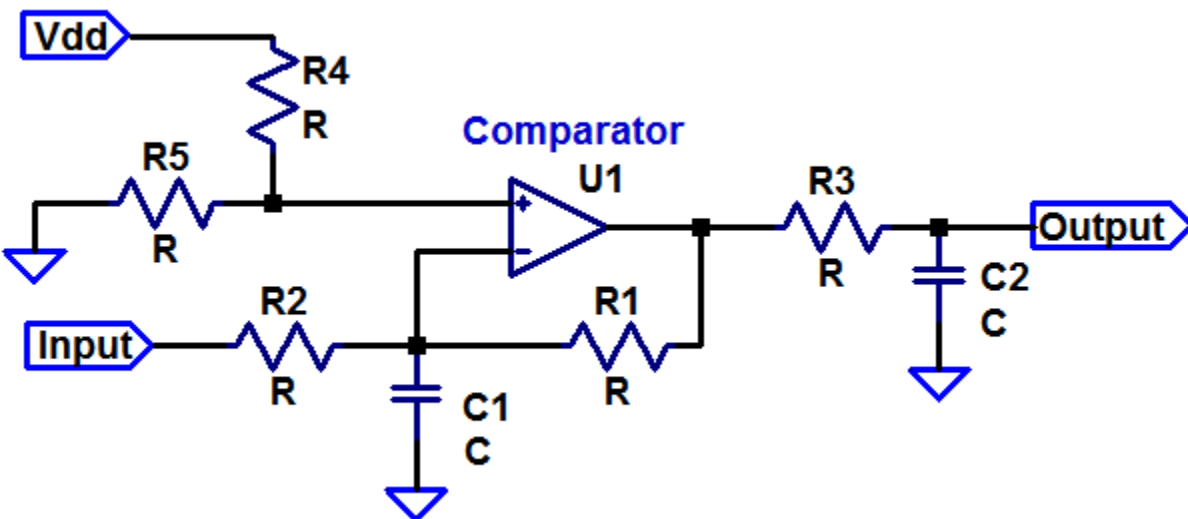 Vdd
R4
R
Comparator
U1
R5
R
+
-
R3
R
Output
C2
C
R2
R
Input
R1
R
C1
C